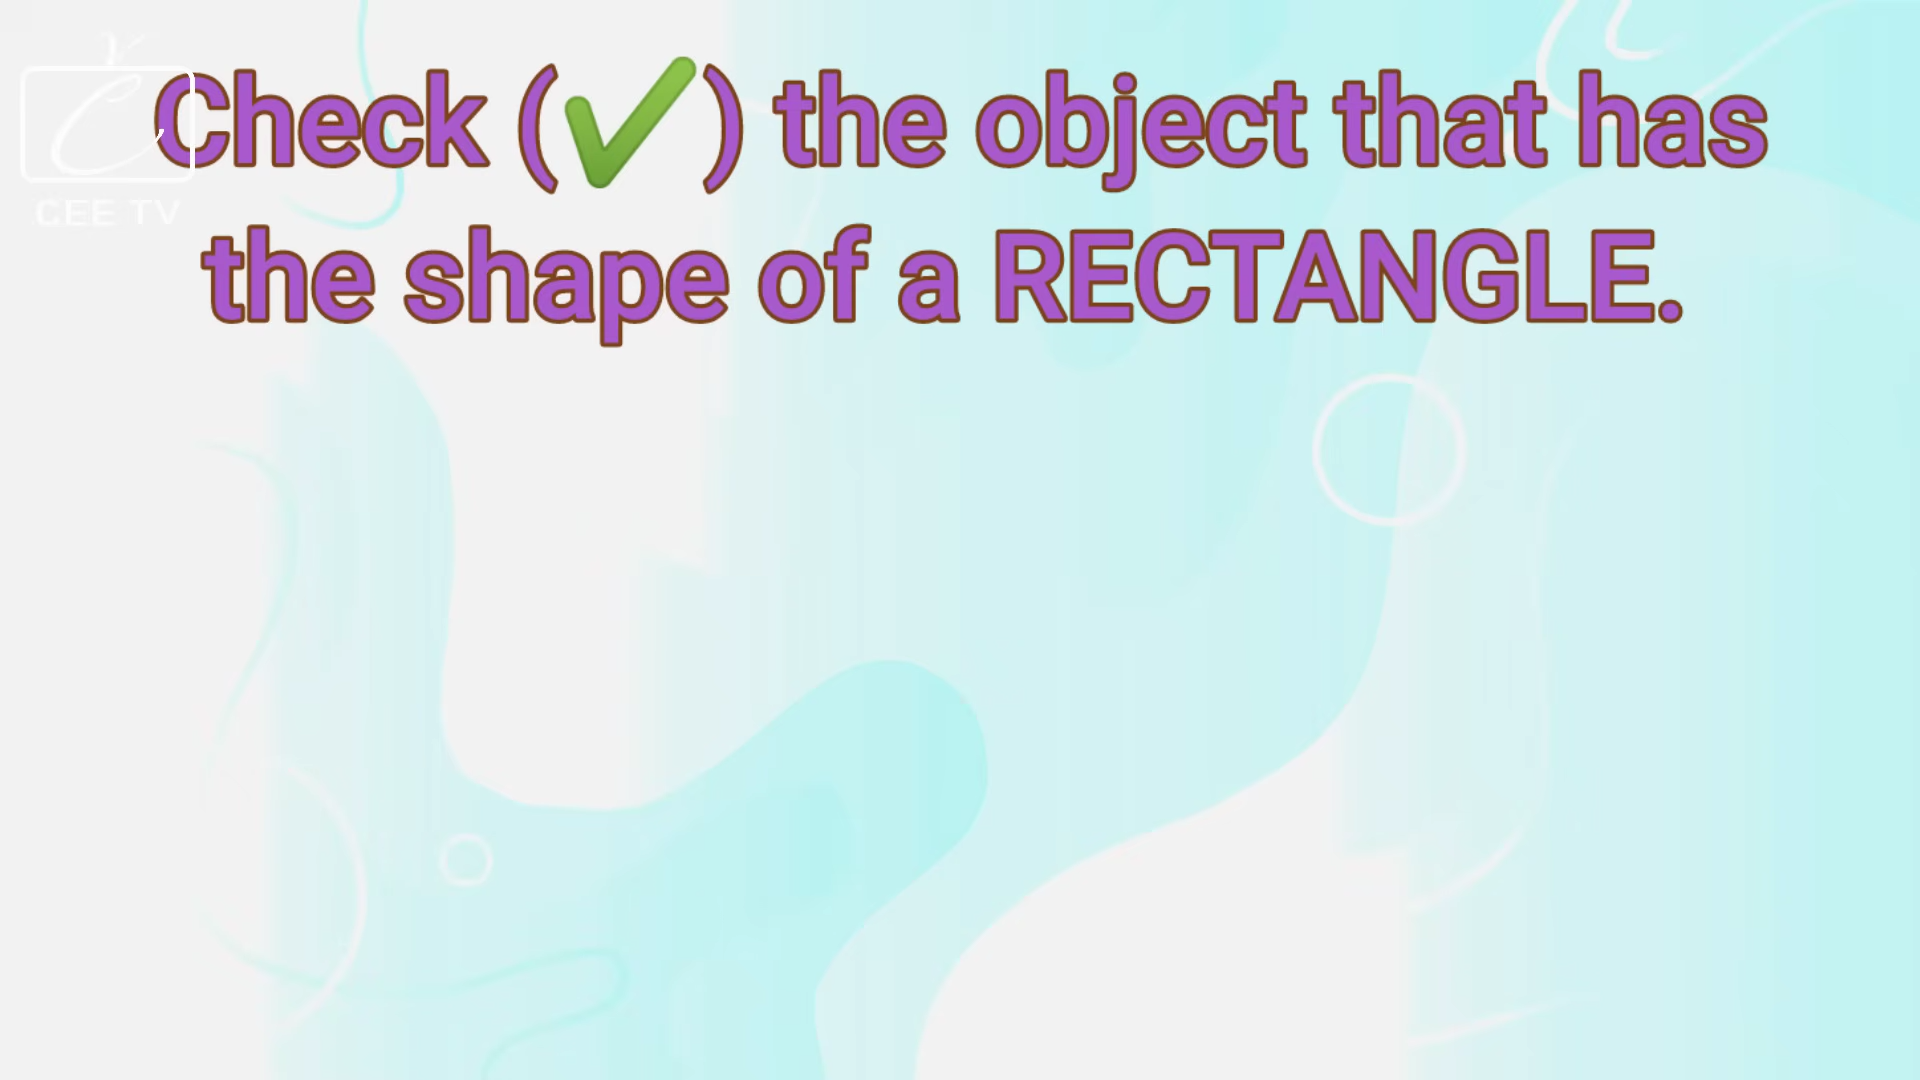 Check (✔) the object that has
the shape of a RECTANGLE.
CEE TV